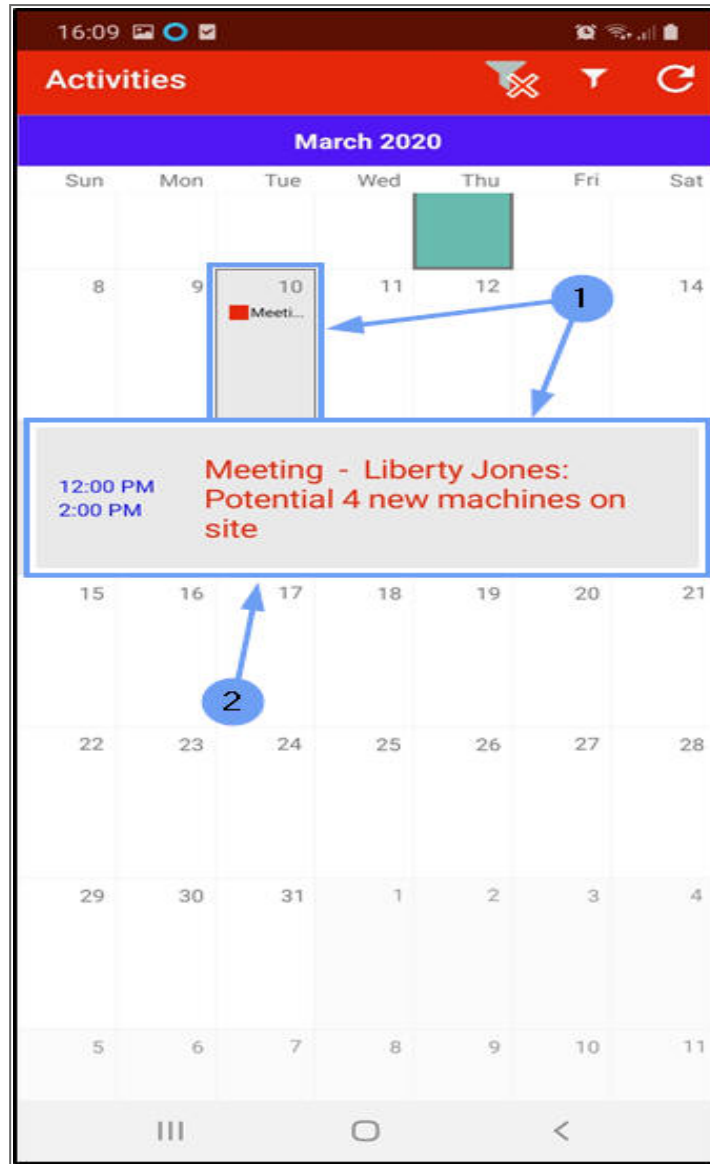 16:09
Activities
March 2020
Sun Mon Tue Wed Thu Fri Sat
8 9 10 11 12 14
Meeti...
1
12:00 PM
2:00 PM
Meeting - Liberty Jones:
Potential 4 new machines on
site
15 16 17 18 19 20 21
2
22 23 24 25 26 27 28
29 30 31 1 2 3 4
5 6 7 8 9 10 11